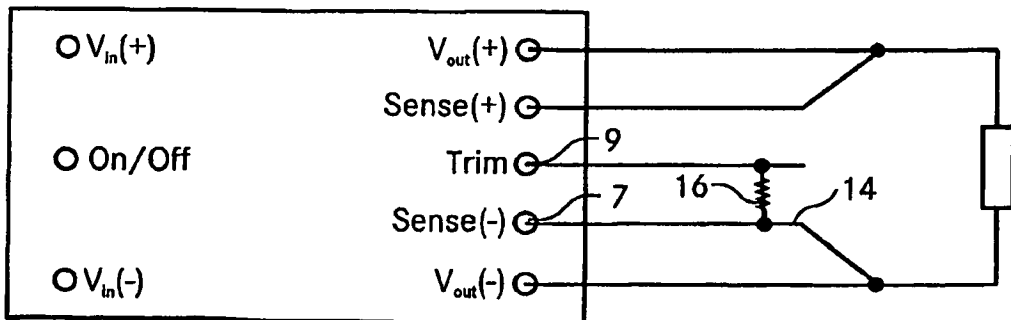 V_in(+)
V_out(+)
Sense(+)
On/Off
Trim
9
16
7
14
Sense(-)
V_in(-)
V_out(-)